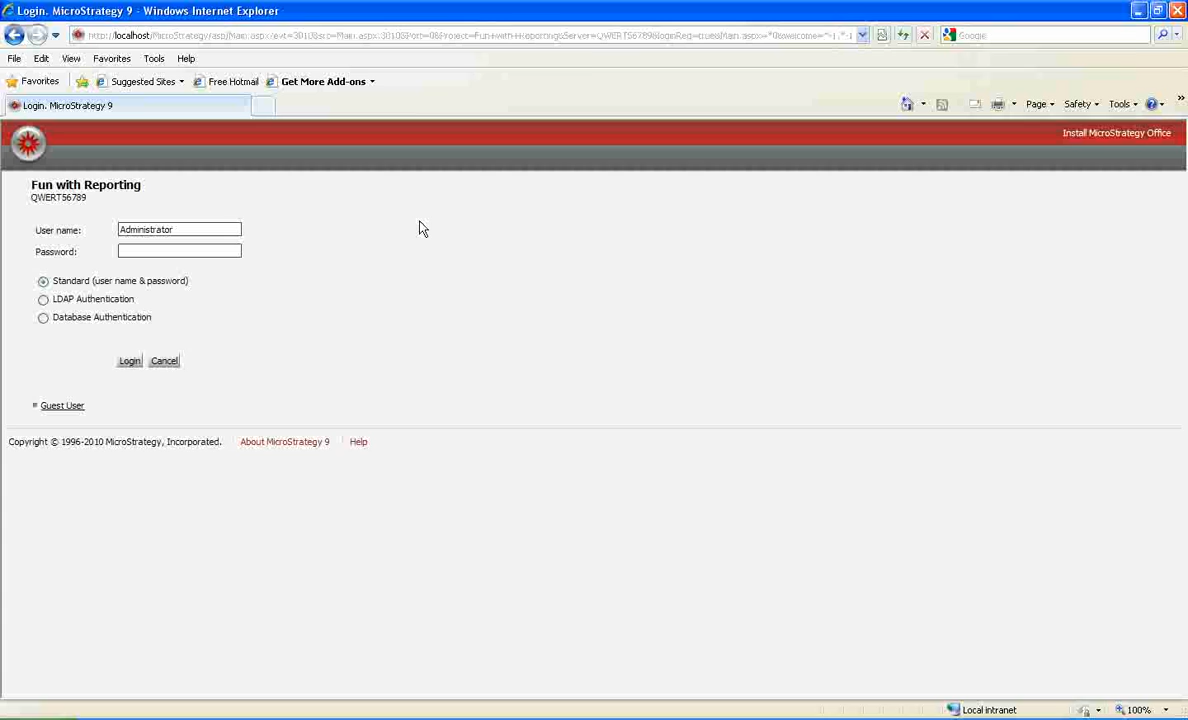 Login. MicroStrategy 9 - Windows Internet Explorer
Google
File Edit View Favorites Tools Help
Favorites Suggested Sites Free Hotmail Get More Add-ons
Login. MicroStrategy 9
Page Safety Tools
Install MicroStrategy Office
Fun with Reporting
QWERT56789
User name: Administrator
Password:
Standard (user name & password)
LDAP Authentication
Database Authentication
Login Cancel
Guest User
Copyright © 1996-2010 MicroStrategy, Incorporated. About MicroStrategy 9 Help
Local intranet 100%